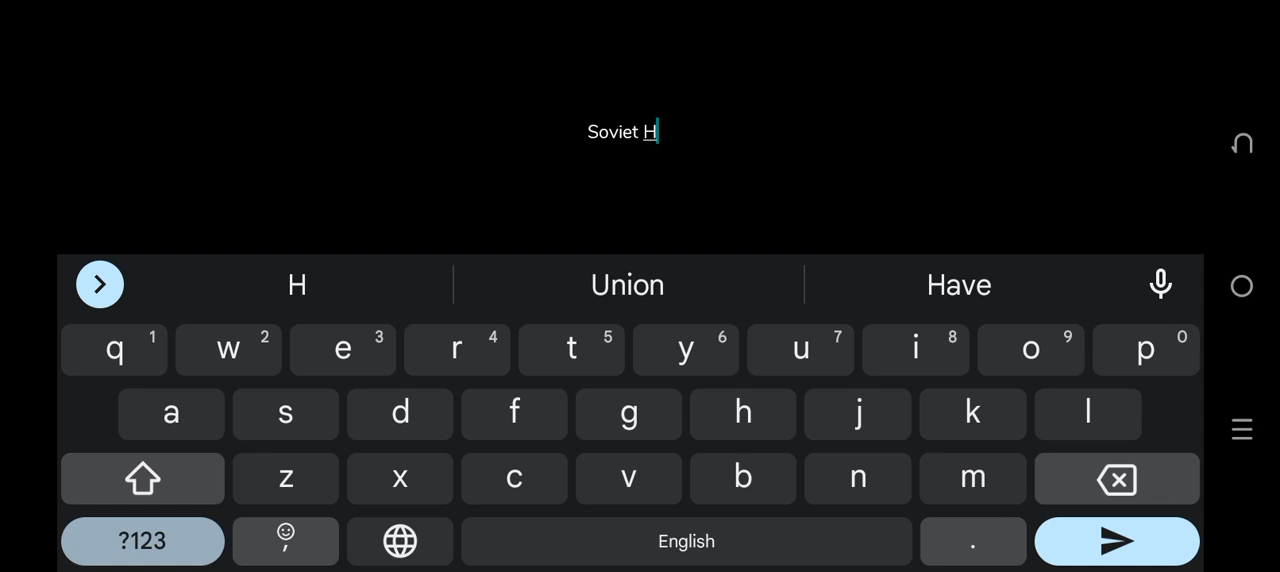 Soviet H
H Union Have
q 1 w 2 e 3 r 4 t 5 y 6 u 7 i 8 o 9 p 0
a s d f g h j k l
z x c v b n m
?123 , English .